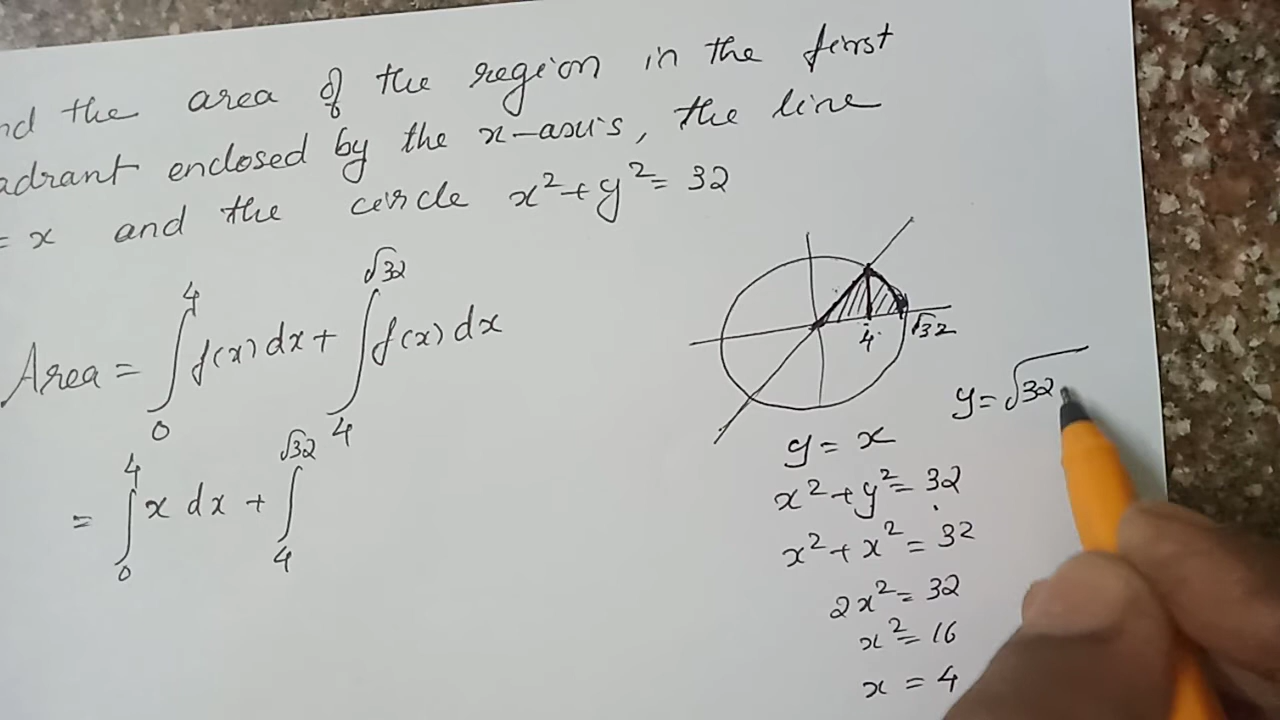 nd the area of the region in the first
adrant enclosed by the x-axis, the line
= x and the circle x²+y²= 32
Area = ∫₀⁴ f(x) dx + ∫₄^√32 f(x) dx
= ∫₀⁴ x dx + ∫₄^√32
4
√32
y = √32
y = x
x²+y²= 32
x²+x² = 32
2x²= 32
x²= 16
x = 4